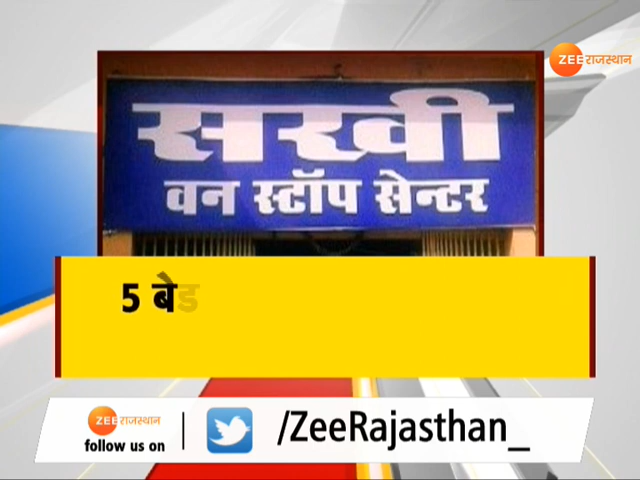 ZEE राजस्थान
सखी
वन स्टॉप सेन्टर
5 बेड
ZEE राजस्थान
follow us on
/ZeeRajasthan_